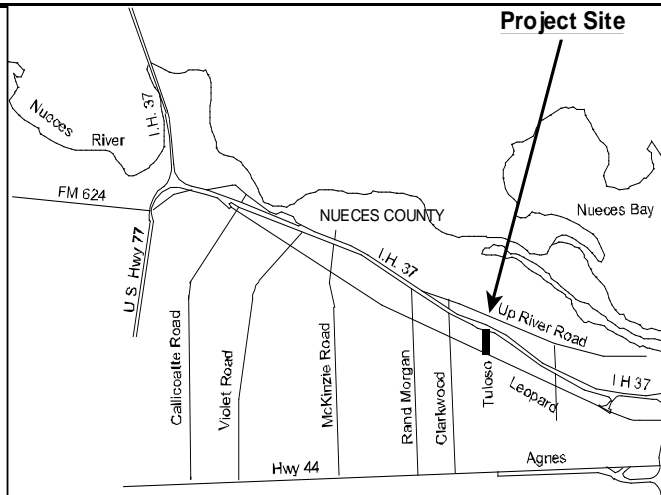 Project Site
Nueces
River
I.H. 37
FM 624
U S Hwy 77
NUECES COUNTY
Nueces Bay
I.H. 37
Up River Road
Callicoatte Road
Violet Road
McKinzie Road
Rand Morgan
Clarkwood
Tuloso
Leopard
I H 37
Hwy 44
Agnes